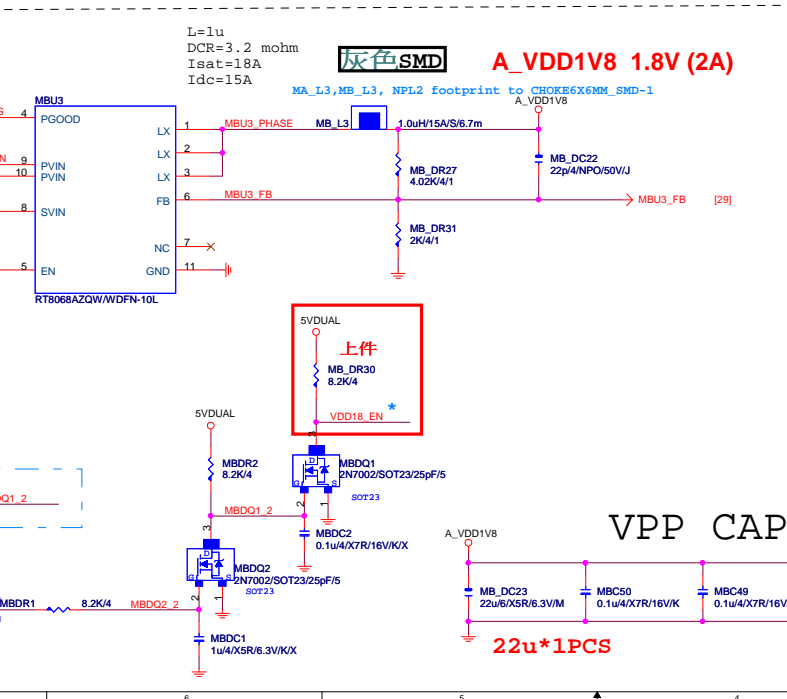 L=1u
DCR=3.2 mohm
Isat=18A
Idc=15A
灰色SMD
A_VDD1V8 1.8V (2A)
MA_L3,MB_L3, NPL2 footprint to CHOKE6X6MM_SMD-1
A_VDD1V8
MBU3
4 PGOOD
LX 1
MBU3_PHASE
MB_L3
1.0uH/15A/S/6.7m
LX 2
9 PVIN
10 PVIN
LX 3
MB_DR27
4.02K/4/1
MB_DC22
22p/4/NPO/50V/J
FB 6
MBU3_FB
MBU3_FB [29]
8 SVIN
MB_DR31
2K/4/1
NC 7
5 EN
GND 11
RT8068AZQW/WDFN-10L
5VDUAL
上件
MB_DR30
8.2K/4
*
VDD18_EN
5VDUAL
3
D
MBDR2
8.2K/4
MBDQ1
2N7002/SOT23/25pF/5
G S
SOT23
Q1_2
2 1
MBDQ1_2
3
MBDC2
0.1u/4/X7R/16V/K/X
D
MBDQ2
2N7002/SOT23/25pF/5
G S
SOT23
2 1
MBDR1
8.2K/4
MBDQ2_2
MBDC1
1u/4/X5R/6.3V/K/X
VPP CAP
A_VDD1V8
MB_DC23
22u/6/X5R/6.3V/M
MBC50
0.1u/4/X7R/16V/K
MBC49
0.1u/4/X7R/16V
22u*1PCS
6 5 4